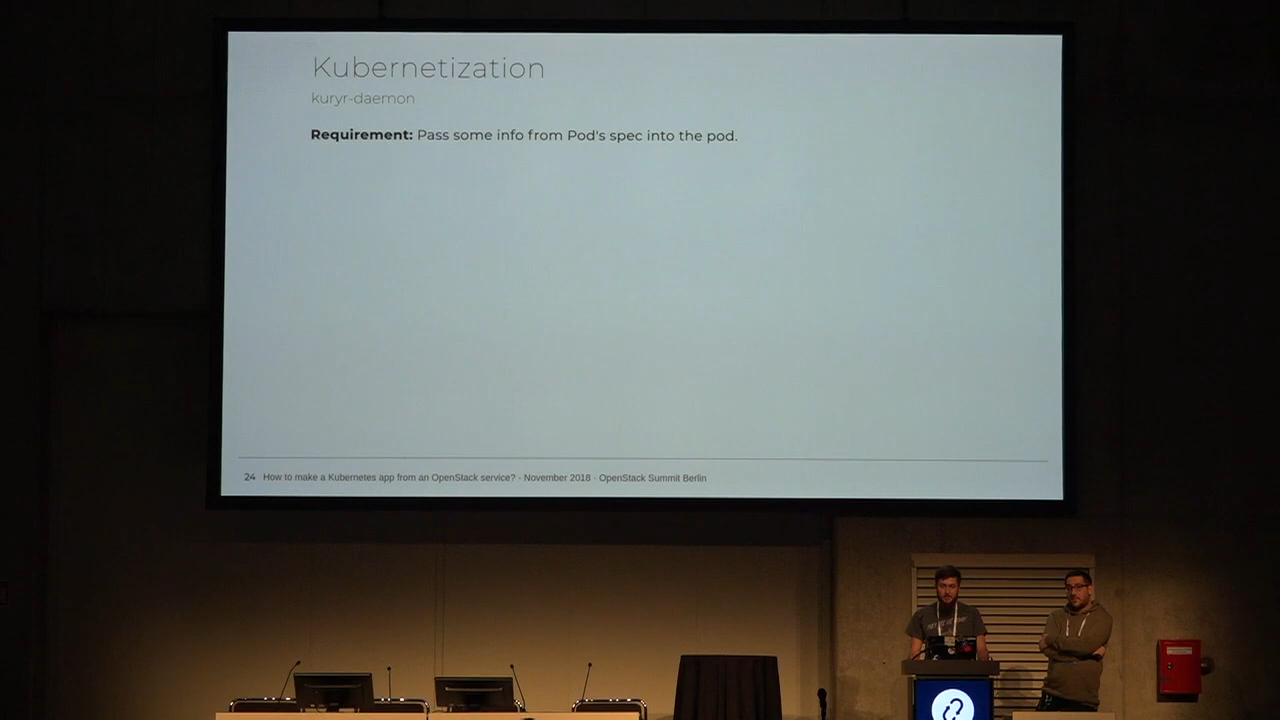 Kubernetization
kuryr-daemon
Requirement: Pass some info from Pod's spec into the pod.
24 How to make a Kubernetes app from an OpenStack service? - November 2018 - OpenStack Summit Berlin